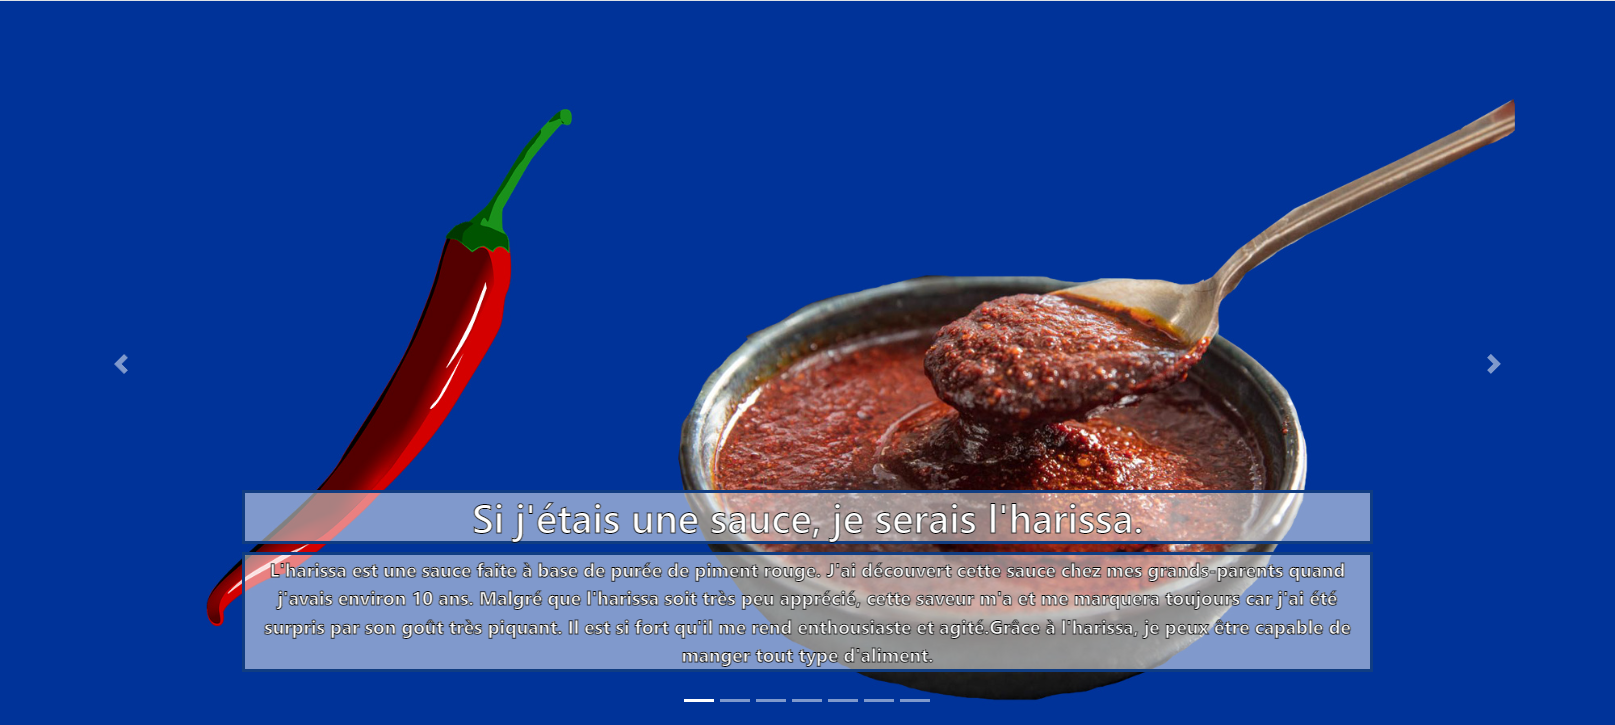 Si j'étais une sauce, je serais l'harissa.
L'harissa est une sauce faite à base de purée de piment rouge. J'ai découvert cette sauce chez mes grands-parents quand
j'avais environ 10 ans. Malgré que l'harissa soit très peu apprécié, cette saveur m'a et me marquera toujours car j'ai été
surpris par son goût très piquant. Il est si fort qu'il me rend enthousiaste et agité.Grâce à l'harissa, je peux être capable de
manger tout type d'aliment.